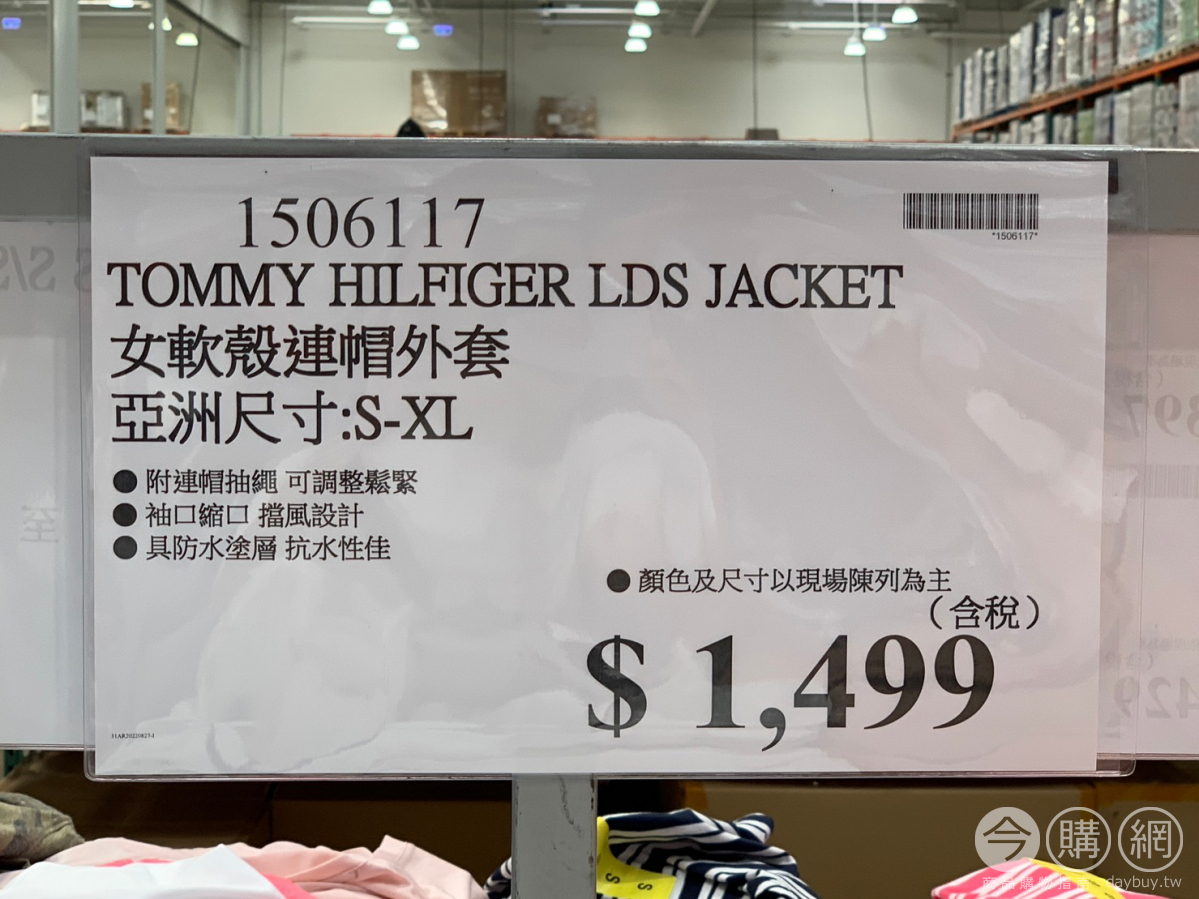 1506117
*1506117*
TOMMY HILFIGER LDS JACKET
女軟殼連帽外套
亞洲尺寸:S-XL
● 附連帽抽繩 可調整鬆緊
● 袖口縮口 擋風設計
● 具防水塗層 抗水性佳
● 顏色及尺寸以現場陳列為主
(含稅)
$ 1,499
S
S
今購網
daybuy.tw